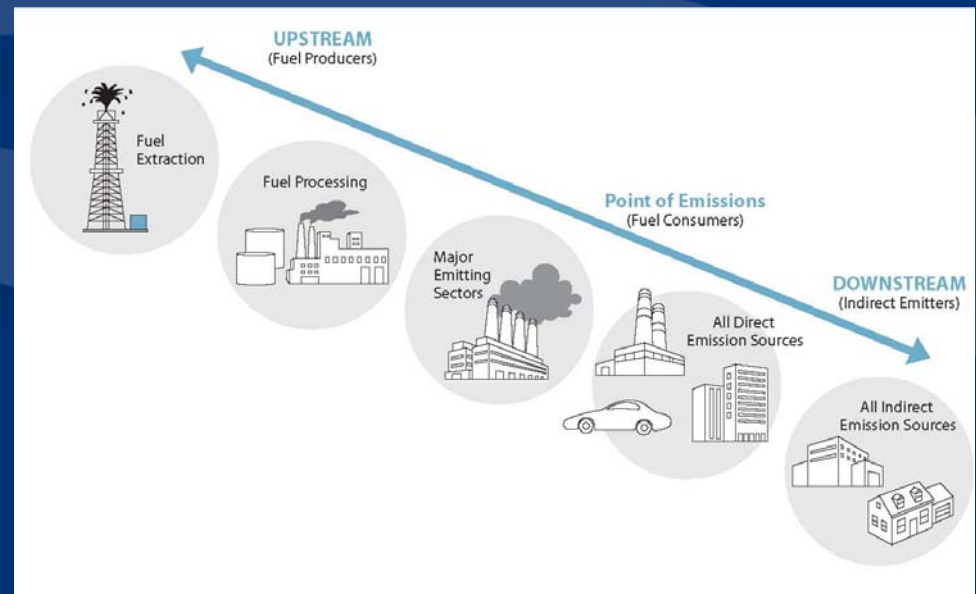 UPSTREAM
(Fuel Producers)
Fuel
Extraction
Fuel Processing
Point of Emissions
(Fuel Consumers)
Major
Emitting
Sectors
DOWNSTREAM
(Indirect Emitters)
All Direct
Emission Sources
All Indirect
Emission Sources